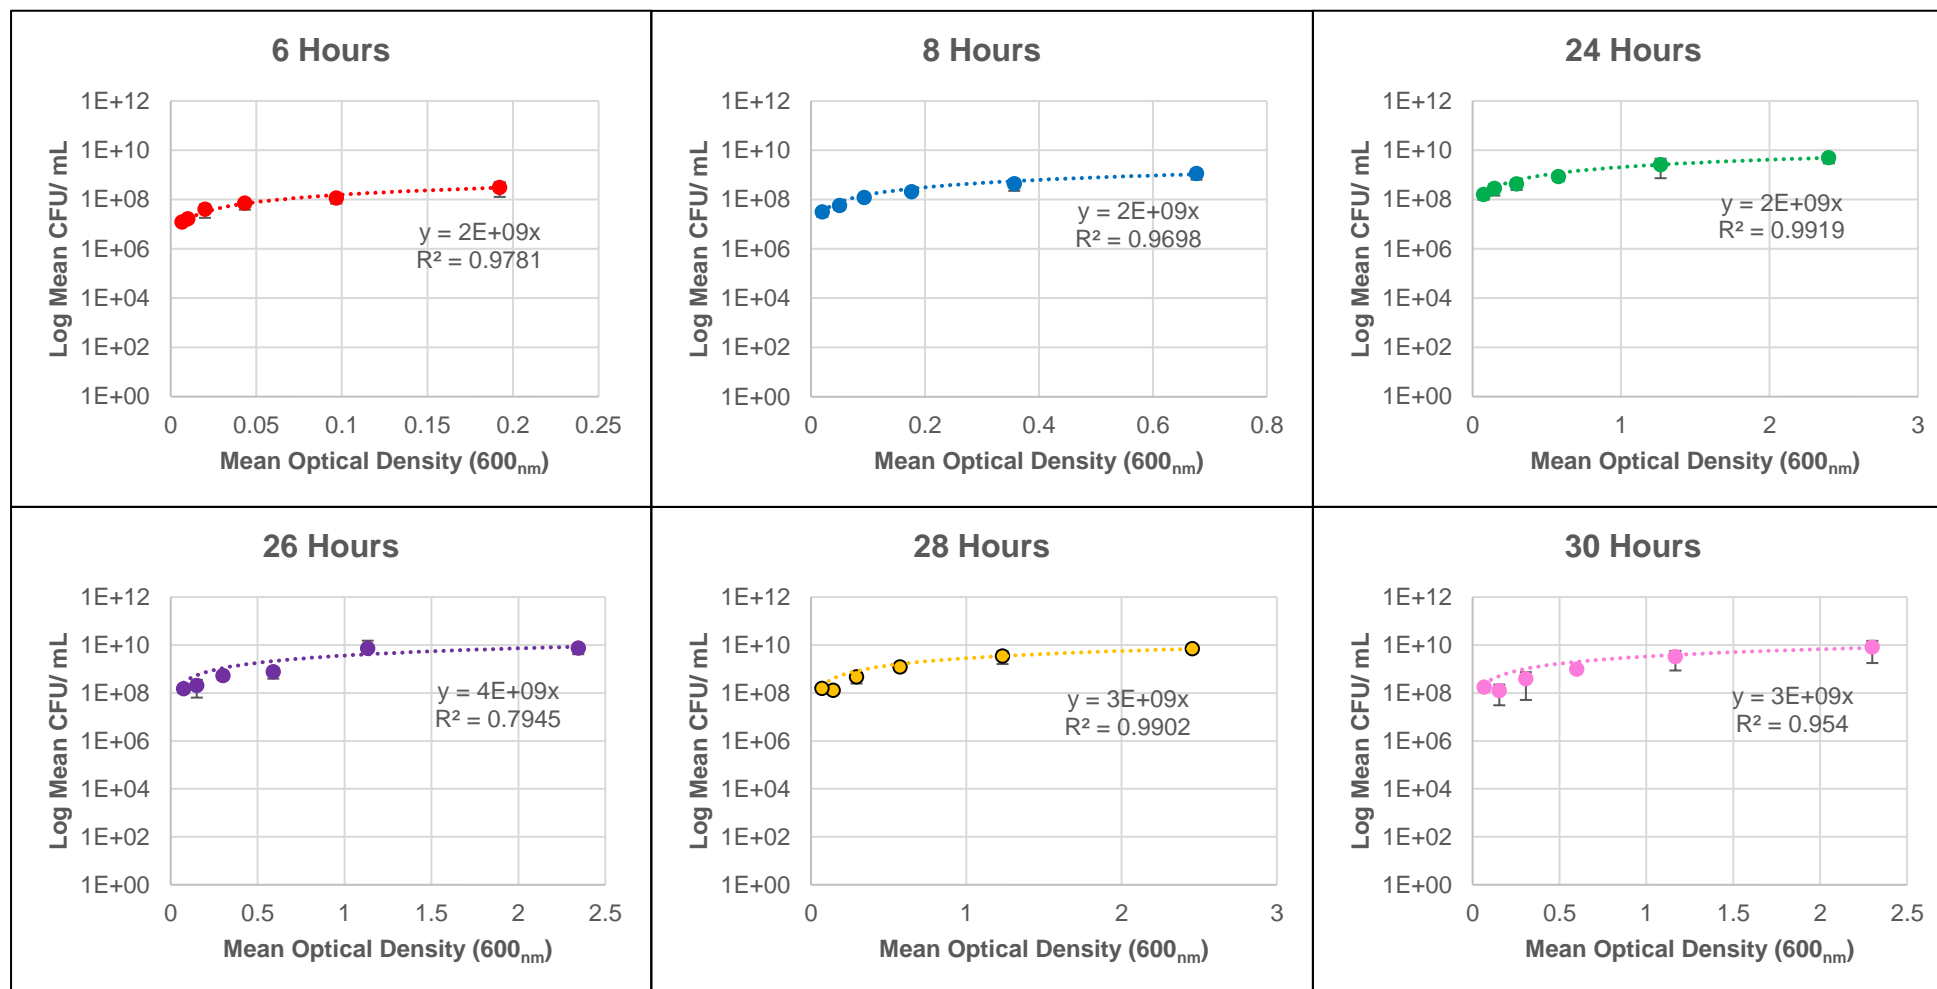 6 Hours
1E+12
1E+10
1E+08
1E+06
1E+04
1E+02
1E+00
Log Mean CFU/ mL
y = 2E+09x
R² = 0.9781
0 0.05 0.1 0.15 0.2 0.25
Mean Optical Density (600nm)
8 Hours
1E+12
1E+10
1E+08
1E+06
1E+04
1E+02
1E+00
Log Mean CFU/ mL
y = 2E+09x
R² = 0.9698
0 0.2 0.4 0.6 0.8
Mean Optical Density (600nm)
24 Hours
1E+12
1E+10
1E+08
1E+06
1E+04
1E+02
1E+00
Log Mean CFU/ mL
y = 2E+09x
R² = 0.9919
0 1 2 3
Mean Optical Density (600nm)
26 Hours
1E+12
1E+10
1E+08
1E+06
1E+04
1E+02
1E+00
Log Mean CFU/ mL
y = 4E+09x
R² = 0.7945
0 0.5 1 1.5 2 2.5
Mean Optical Density (600nm)
28 Hours
1E+12
1E+10
1E+08
1E+06
1E+04
1E+02
1E+00
Log Mean CFU/ mL
y = 3E+09x
R² = 0.9902
0 1 2 3
Mean Optical Density (600nm)
30 Hours
1E+12
1E+10
1E+08
1E+06
1E+04
1E+02
1E+00
Log Mean CFU/ mL
y = 3E+09x
R² = 0.954
0 0.5 1 1.5 2 2.5
Mean Optical Density (600nm)